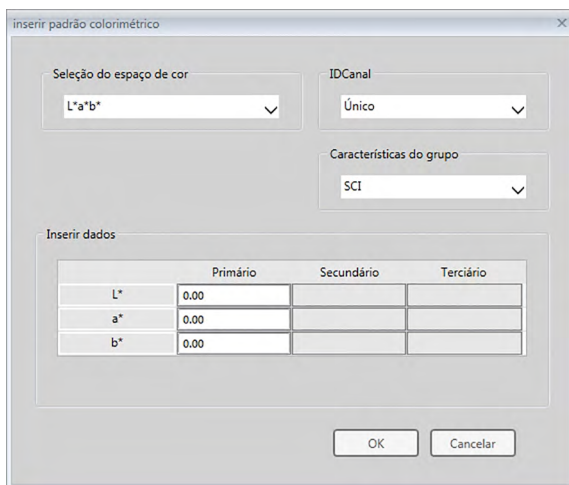 inserir padrão colorimétrico
Seleção do espaço de cor
L*a*b*
IDCanal
Único
Características do grupo
SCI
Inserir dados
Primário Secundário Terciário
L* 0.00
a* 0.00
b* 0.00
OK Cancelar